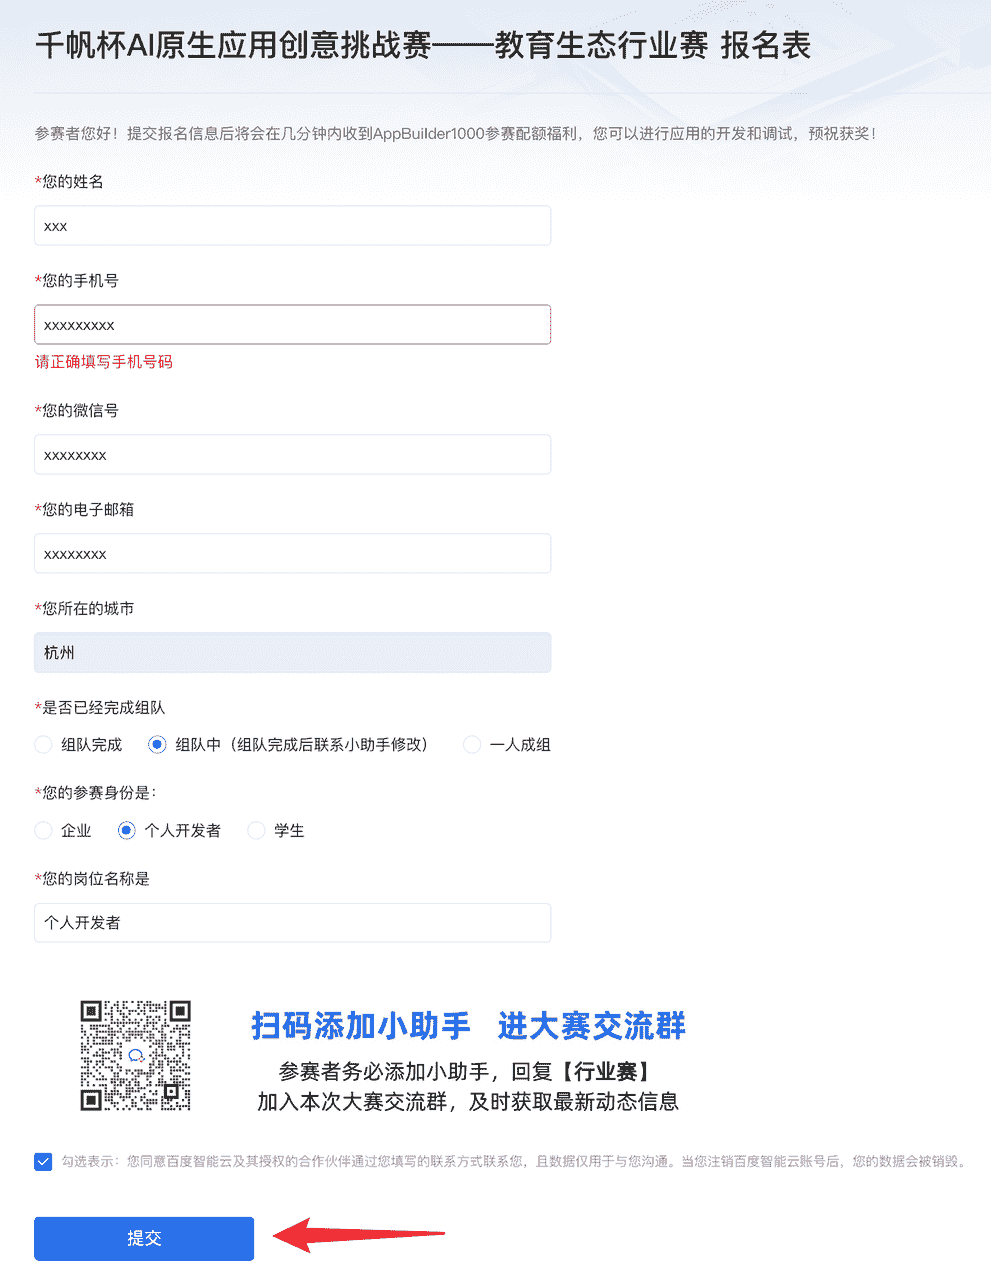 千帆杯AI原生应用创意挑战赛——教育生态行业赛 报名表
参赛者您好！提交报名信息后将会在几分钟内收到AppBuilder1000参赛配额福利，您可以进行应用的开发和调试，预祝获奖！
*您的姓名
xxx
*您的手机号
xxxxxxxxx
请正确填写手机号码
*您的微信号
xxxxxxxx
*您的电子邮箱
xxxxxxxx
*您所在的城市
杭州
*是否已经完成组队
组队完成 组队中（组队完成后联系小助手修改） 一人成组
*您的参赛身份是：
企业 个人开发者 学生
*您的岗位名称是
个人开发者
扫码添加小助手 进大赛交流群
参赛者务必添加小助手，回复【行业赛】
加入本次大赛交流群，及时获取最新动态信息
勾选表示：您同意百度智能云及其授权的合作伙伴通过您填写的联系方式联系您，且数据仅用于与您沟通。当您注销百度智能云账号后，您的数据会被销毁。
提交